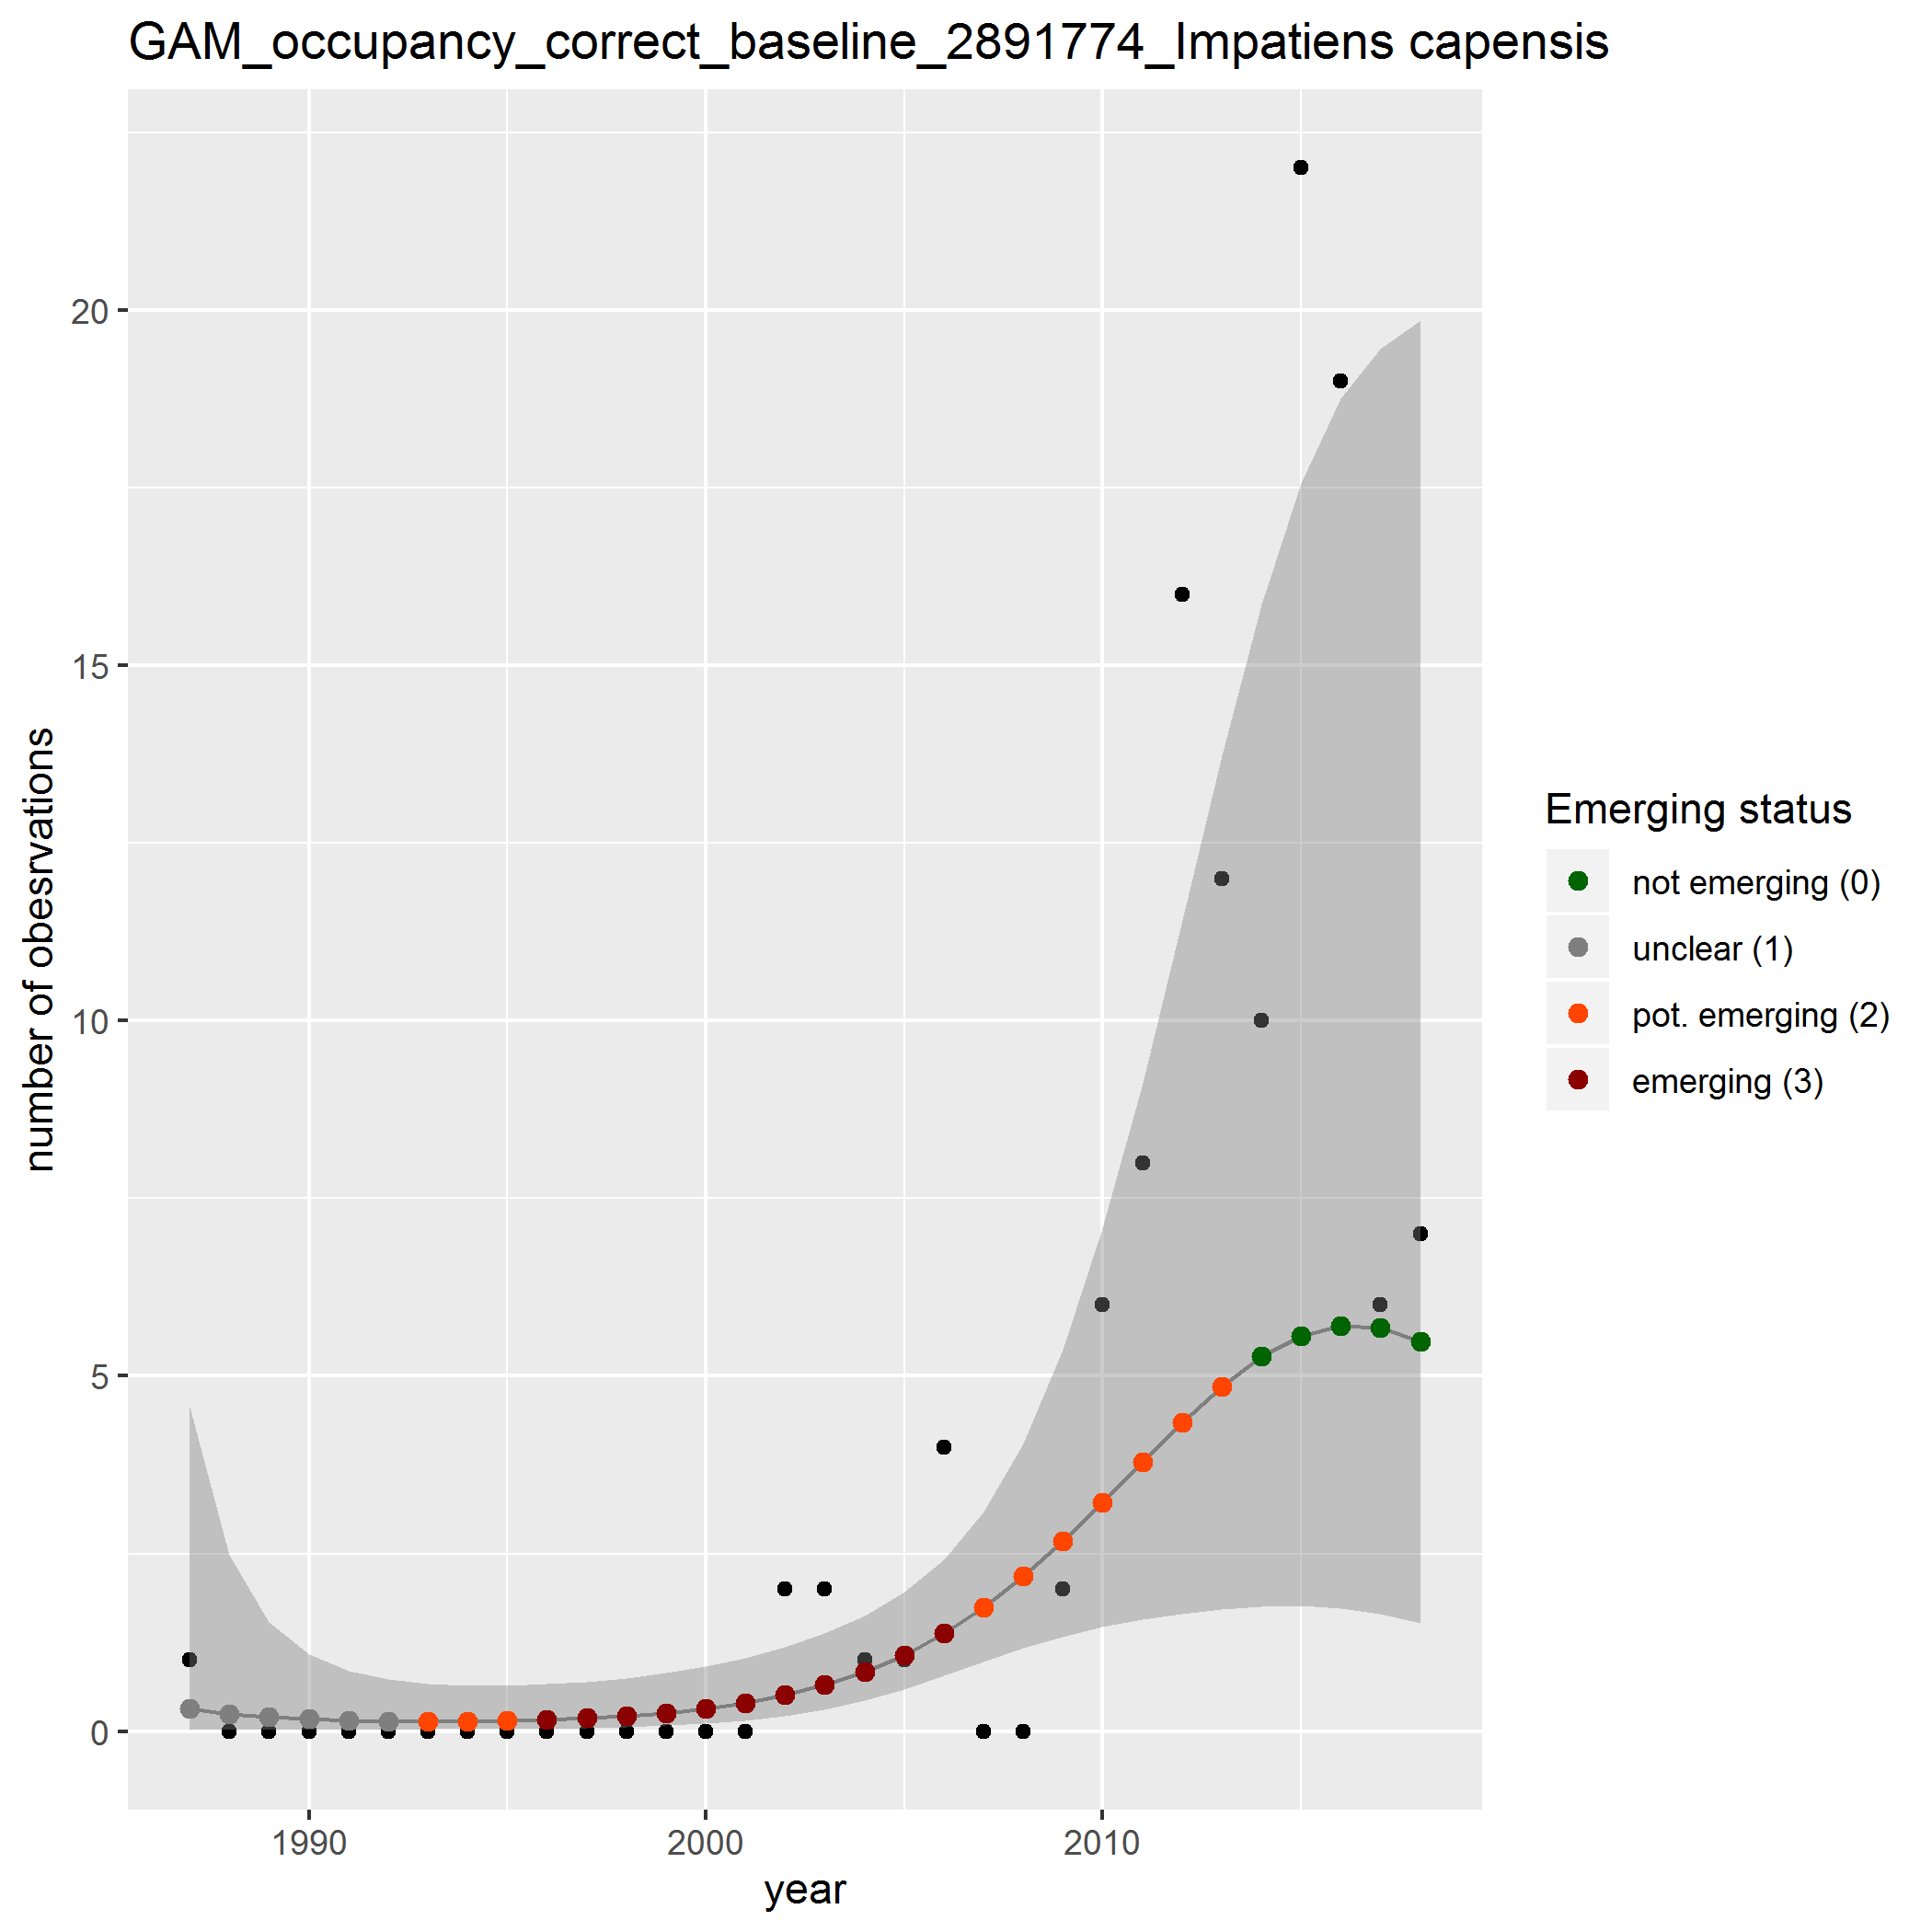 GAM_occupancy_correct_baseline_2891774_Impatiens capensis
number of obesrvations
20
15
10
5
0
1990 2000 2010
year
Emerging status
not emerging (0)
unclear (1)
pot. emerging (2)
emerging (3)